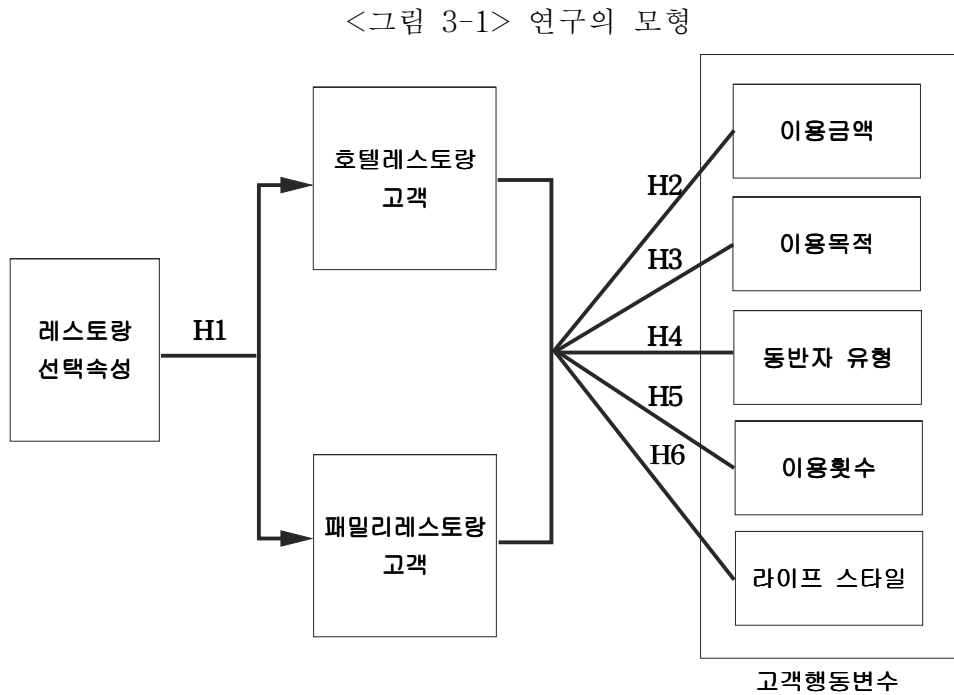 <그림 3-1> 연구의 모형
레스토랑
선택속성
H1
호텔레스토랑
고객
패밀리레스토랑
고객
H2
H3
H4
H5
H6
이용금액
이용목적
동반자 유형
이용횟수
라이프 스타일
고객행동변수